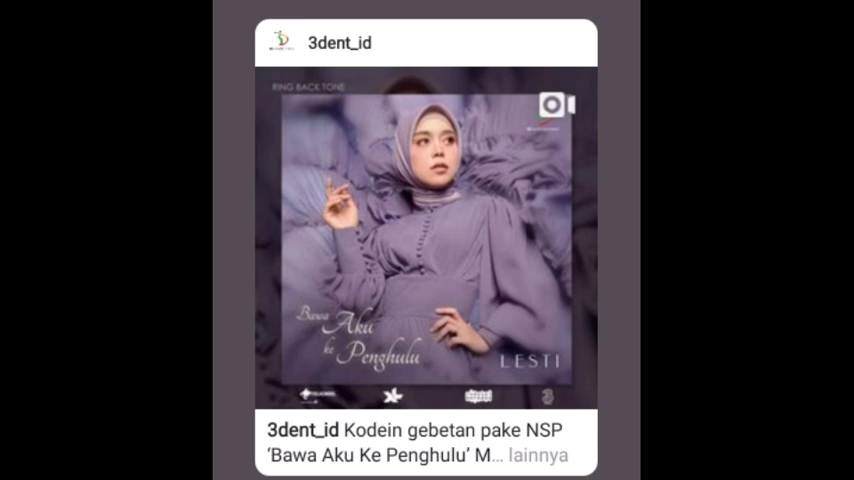 3dent_id
RING BACK TONE
Bawa
Aku
ke
Penghulu
LESTI
3
3dent_id Kodein gebetan pake NSP
‘Bawa Aku Ke Penghulu’ M... lainnya